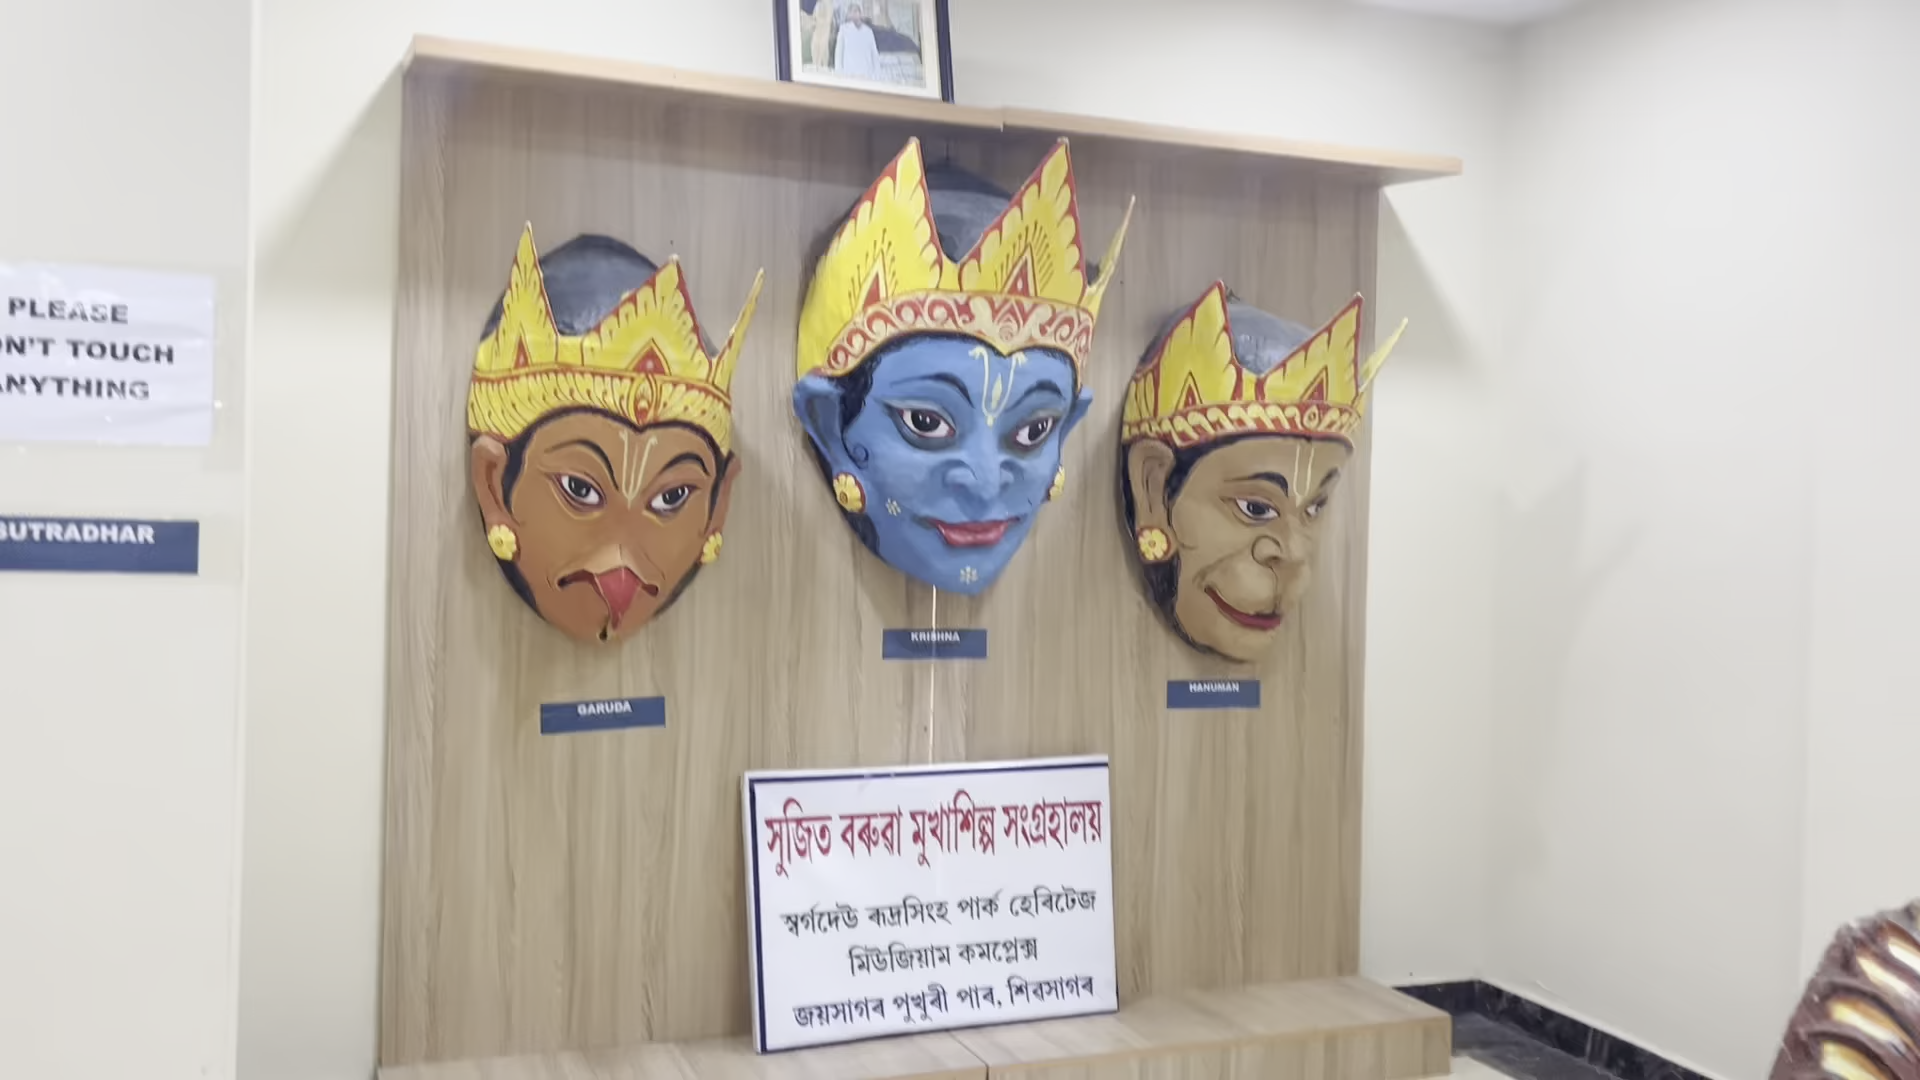 PLEASE
ON'T TOUCH
ANYTHING
SUTRADHAR
GARUDA
KRISHNA
HANUMAN
সুজিত বৰুৱা মুখাশিল্প সংগ্ৰহালয়
স্বৰ্গদেউ ৰূদ্ৰসিংহ পাৰ্ক হেৰিটেজ
মিউজিয়াম কমপ্লেক্স
জয়সাগৰ পুখুৰী পাৰ, শিৱসাগৰ